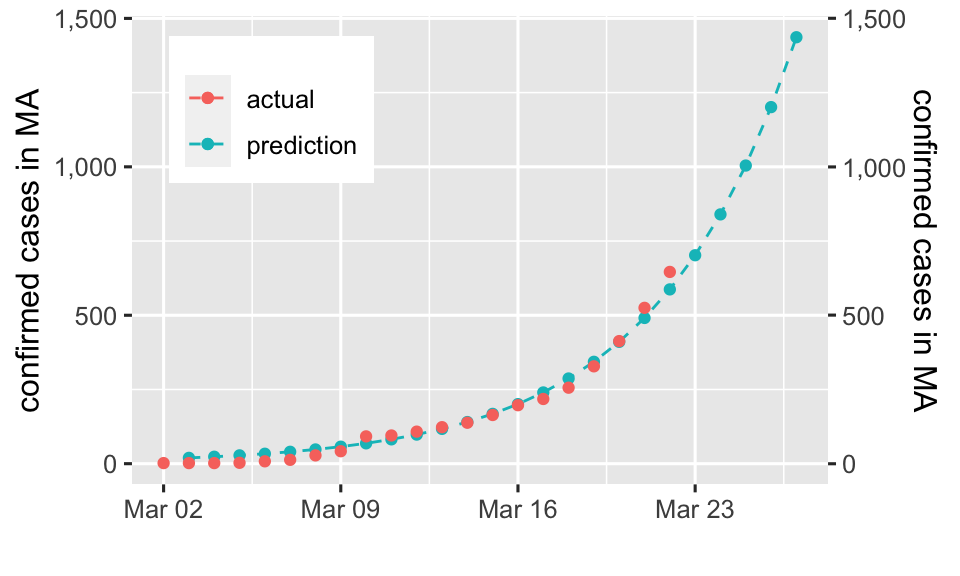 1,500
1,000
500
0
confirmed cases in MA
actual
prediction
1,500
1,000
500
0
confirmed cases in MA
Mar 02
Mar 09
Mar 16
Mar 23